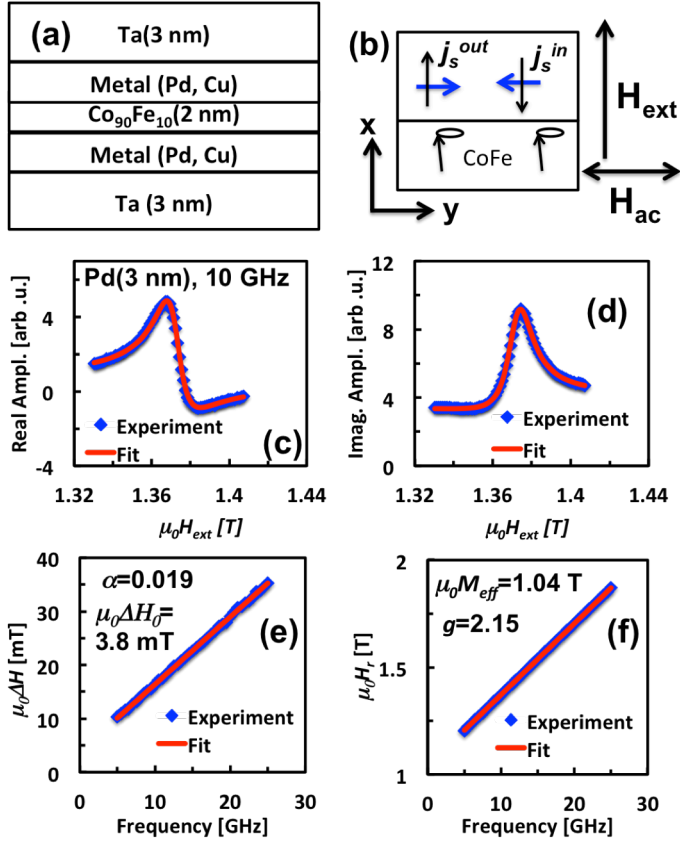 (a)
Ta(3 nm)
Metal (Pd, Cu)
Co₉₀Fe₁₀(2 nm)
Metal (Pd, Cu)
Ta (3 nm)
(b)
jₛᵒᵘᵗ
jₛⁱⁿ
CoFe
x
y
Hₑₓₜ
Hₐc
Real Ampl. [arb .u.]
Pd(3 nm), 10 GHz
4
0
-4
Experiment
Fit
(c)
1.32 1.36 1.4 1.44
μ₀Hₑₓₜ [T]
Imag. Ampl. [arb .u.]
12
8
4
0
(d)
Experiment
Fit
1.32 1.36 1.4 1.44
μ₀Hₑₓₜ [T]
μ₀ΔH [mT]
40
30
20
10
0
α=0.019
μ₀ΔH₀=
3.8 mT
(e)
Experiment
Fit
0 10 20 30
Frequency [GHz]
μ₀Hᵣ [T]
2
1.5
1
μ₀Mₑff=1.04 T
g=2.15
(f)
Experiment
Fit
0 10 20 30
Frequency [GHz]